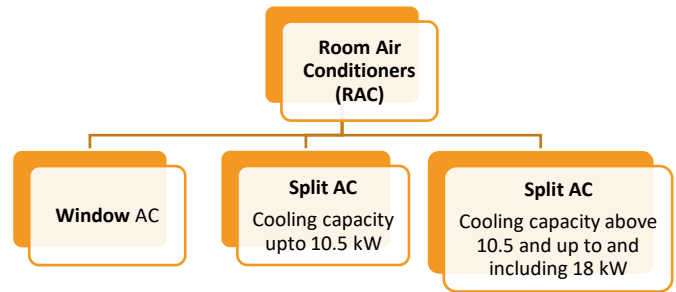 Room Air
Conditioners
(RAC)
Window AC
Split AC
Cooling capacity
upto 10.5 kW
Split AC
Cooling capacity above
10.5 and up to and
including 18 kW